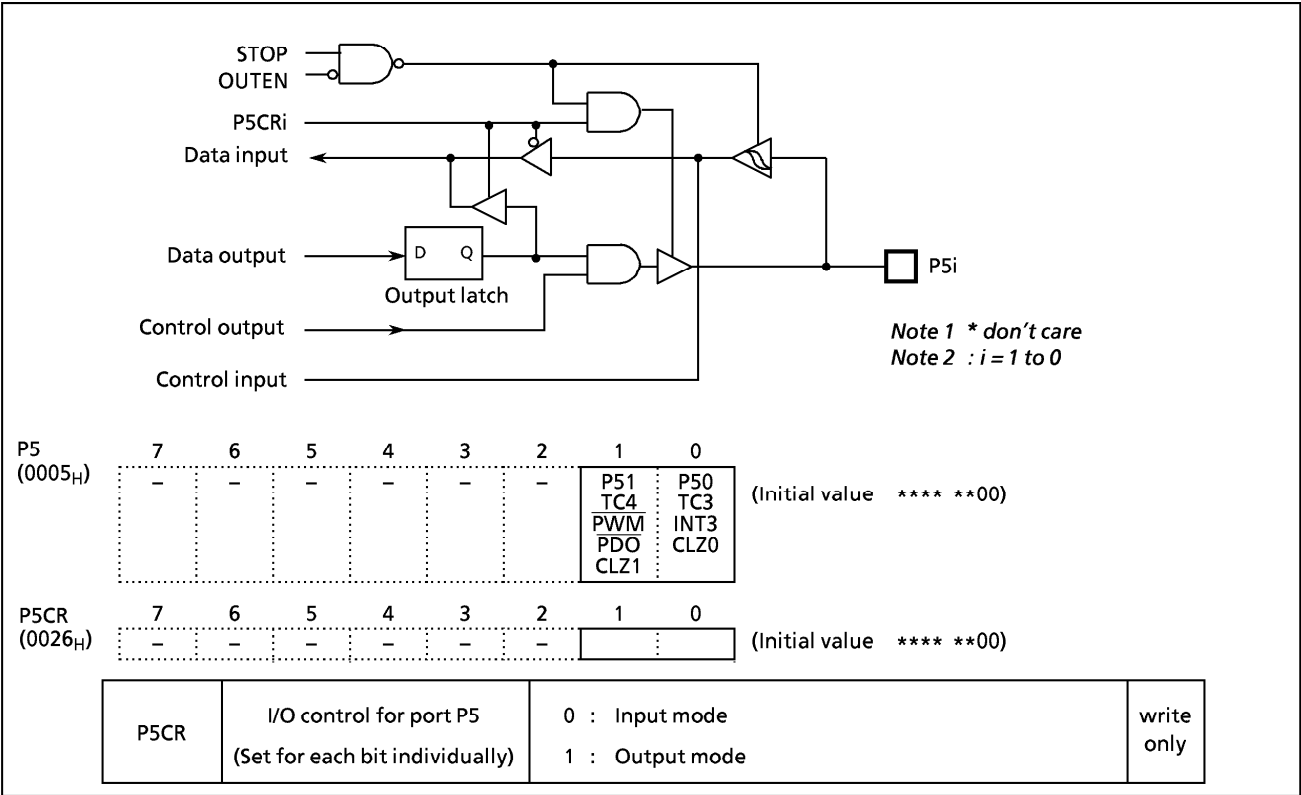 STOP
OUTEN
P5CRi
Data input
Data output
D Q
Output latch
P5i
Control output
Control input
Note 1 * don't care
Note 2 : i = 1 to 0
P5
(0005H)
7 6 5 4 3 2 1 0
– – – – – – P51 P50
TC4 TC3
PWM INT3
PDO CLZ0
CLZ1
(Initial value **** **00)
P5CR
(0026H)
7 6 5 4 3 2 1 0
– – – – – –
(Initial value **** **00)
P5CR
I/O control for port P5
(Set for each bit individually)
0 : Input mode
1 : Output mode
write
only